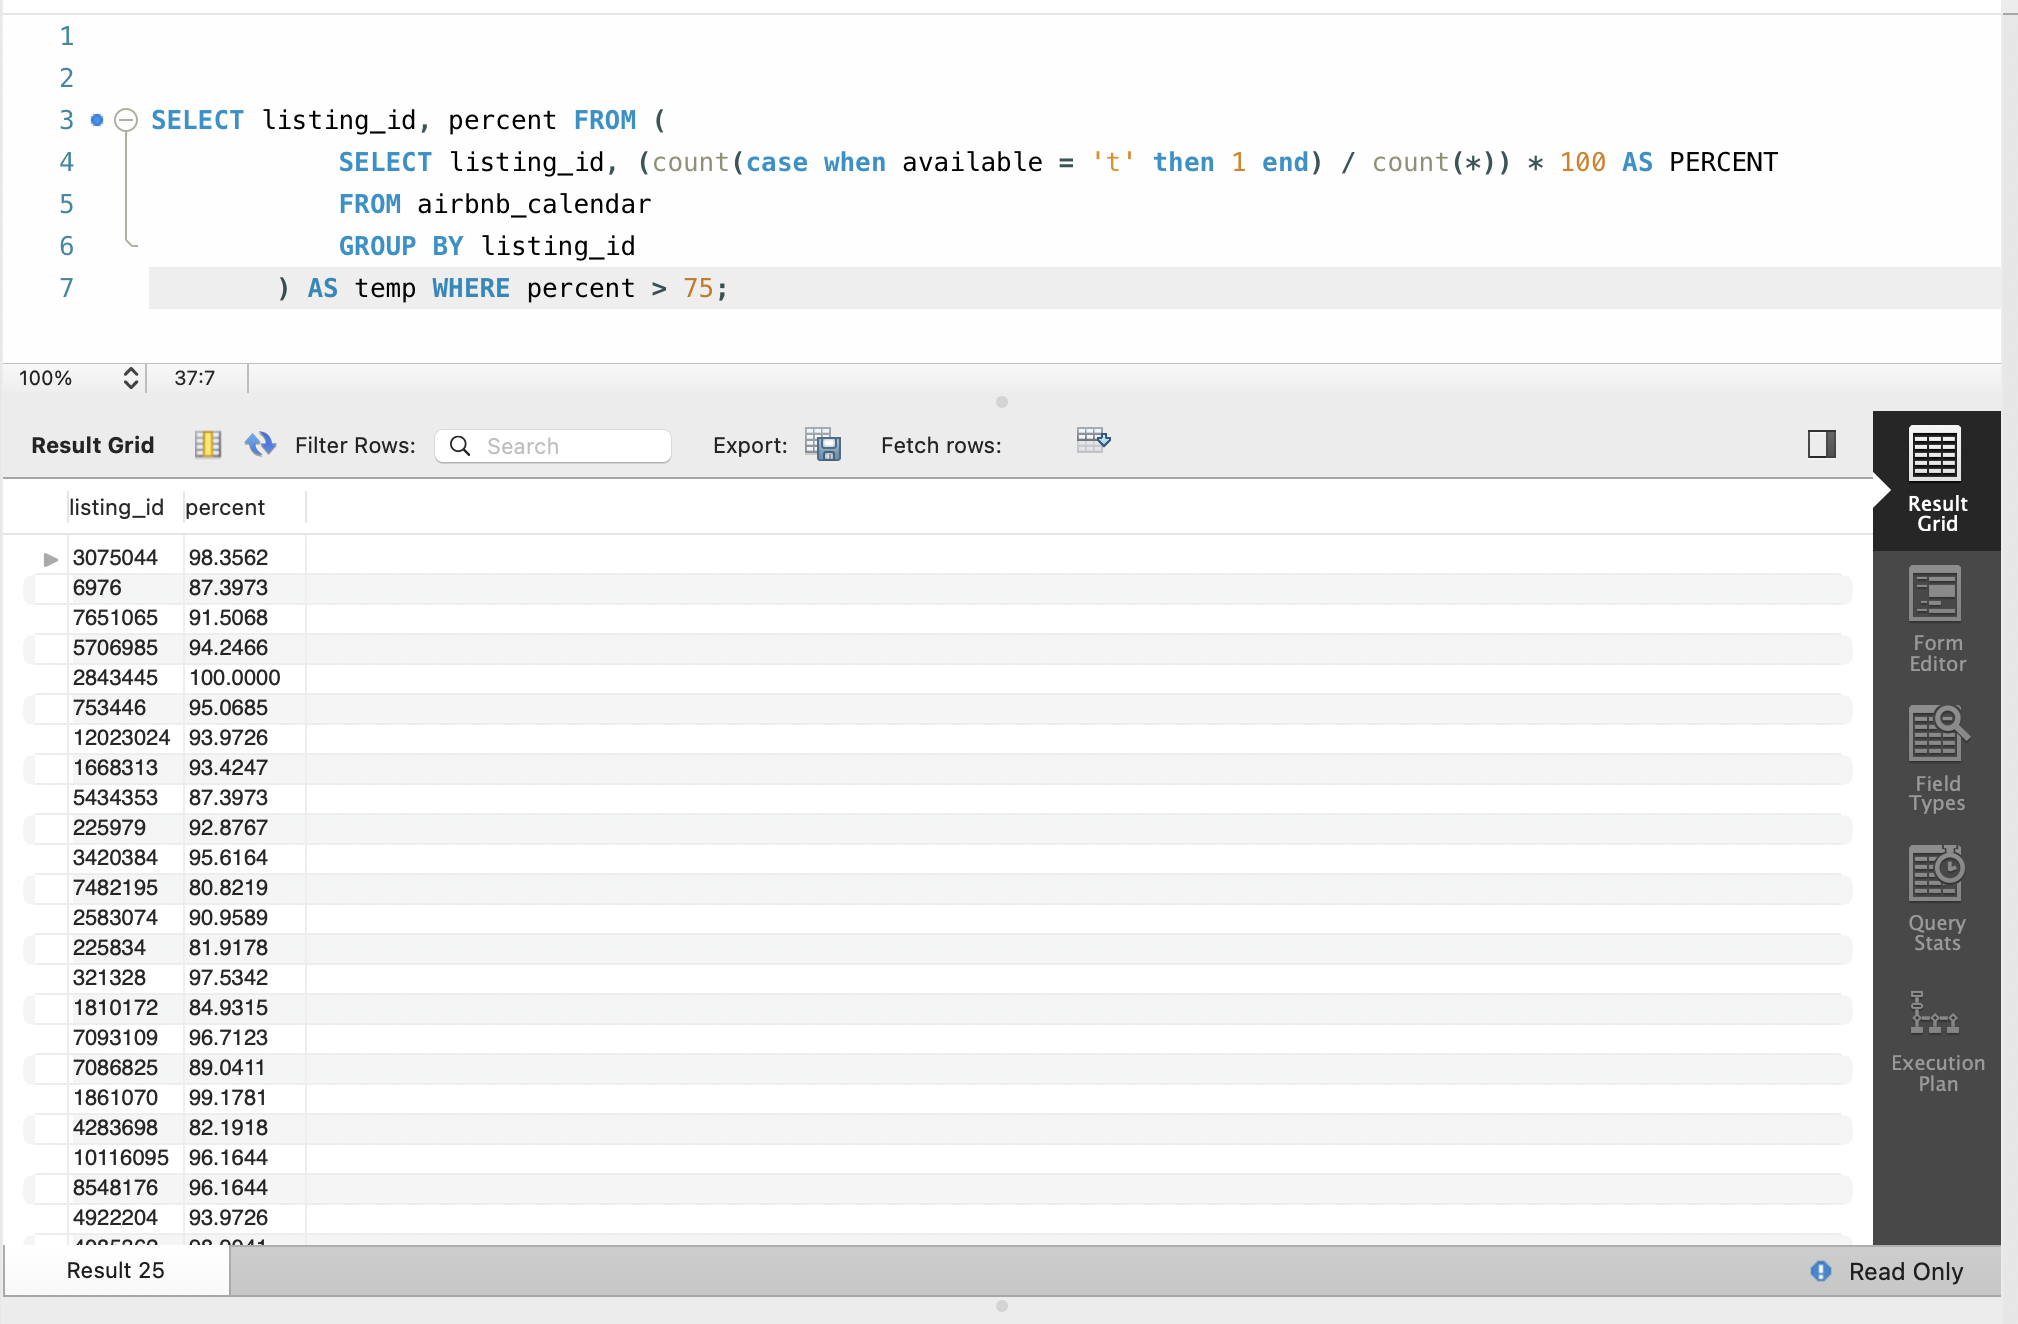 1
2
3 SELECT listing_id, percent FROM (
4 SELECT listing_id, (count(case when available = 't' then 1 end) / count(*)) * 100 AS PERCENT
5 FROM airbnb_calendar
6 GROUP BY listing_id
7 ) AS temp WHERE percent > 75;
100% 37:7
Result Grid Filter Rows: Search Export: Fetch rows:
listing_id percent
3075044 98.3562
6976 87.3973
7651065 91.5068
5706985 94.2466
2843445 100.0000
753446 95.0685
12023024 93.9726
1668313 93.4247
5434353 87.3973
225979 92.8767
3420384 95.6164
7482195 80.8219
2583074 90.9589
225834 81.9178
321328 97.5342
1810172 84.9315
7093109 96.7123
7086825 89.0411
1861070 99.1781
4283698 82.1918
10116095 96.1644
8548176 96.1644
4922204 93.9726
Result
Grid
Form
Editor
Field
Types
Query
Stats
Execution
Plan
Result 25
Read Only